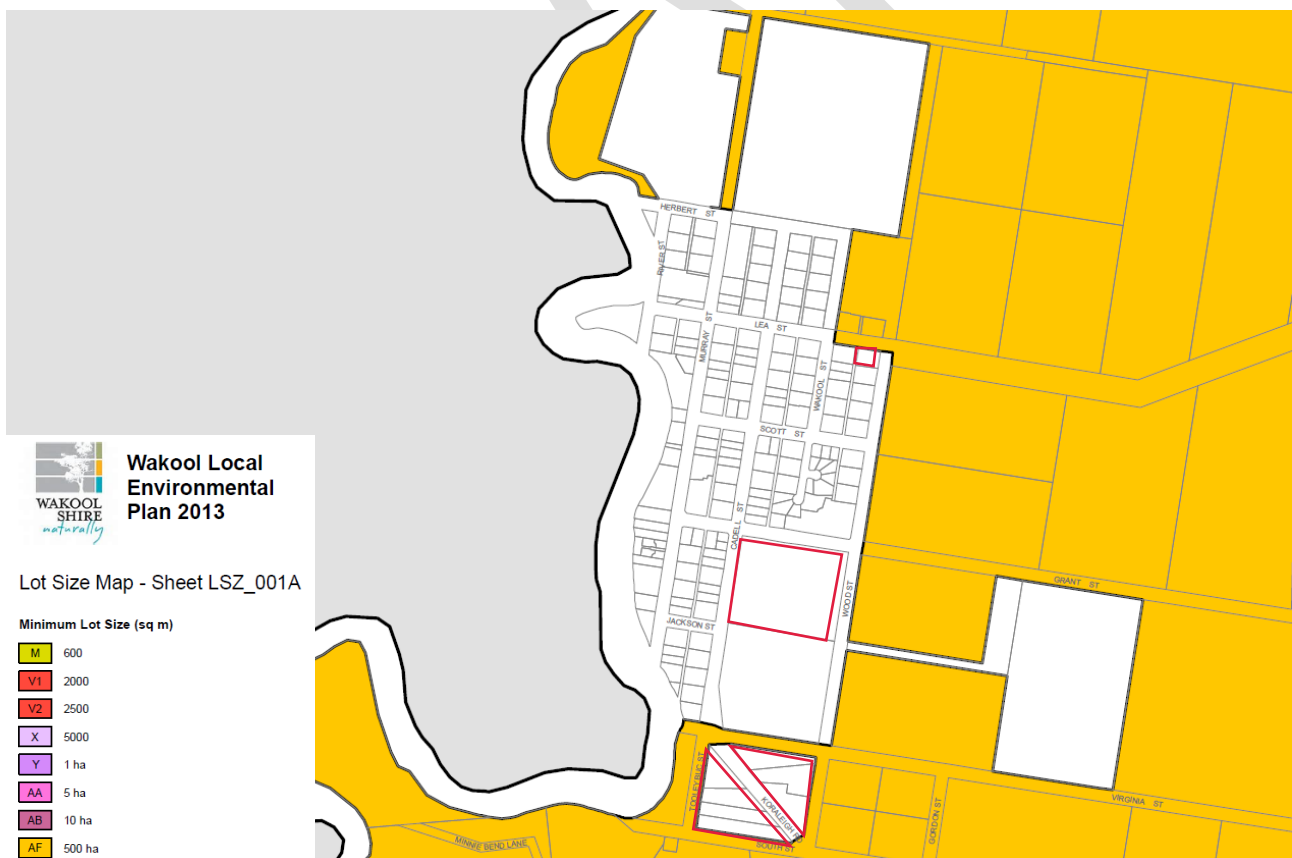 HERBERT ST
RIVER ST
LEA ST
MURRAY ST
WAKOOL ST
SCOTT ST
CADELL ST
WOOD ST
GRANT ST
JACKSON ST
TOOLEYBUC ST
KORALEIGH RD
VIRGINIA ST
GORDON ST
SOUTH ST
MINNIE BEND LANE
WAKOOL
SHIRE
naturally
Wakool Local
Environmental
Plan 2013
Lot Size Map - Sheet LSZ_001A
Minimum Lot Size (sq m)
M 600
V1 2000
V2 2500
X 5000
Y 1 ha
AA 5 ha
AB 10 ha
AF 500 ha